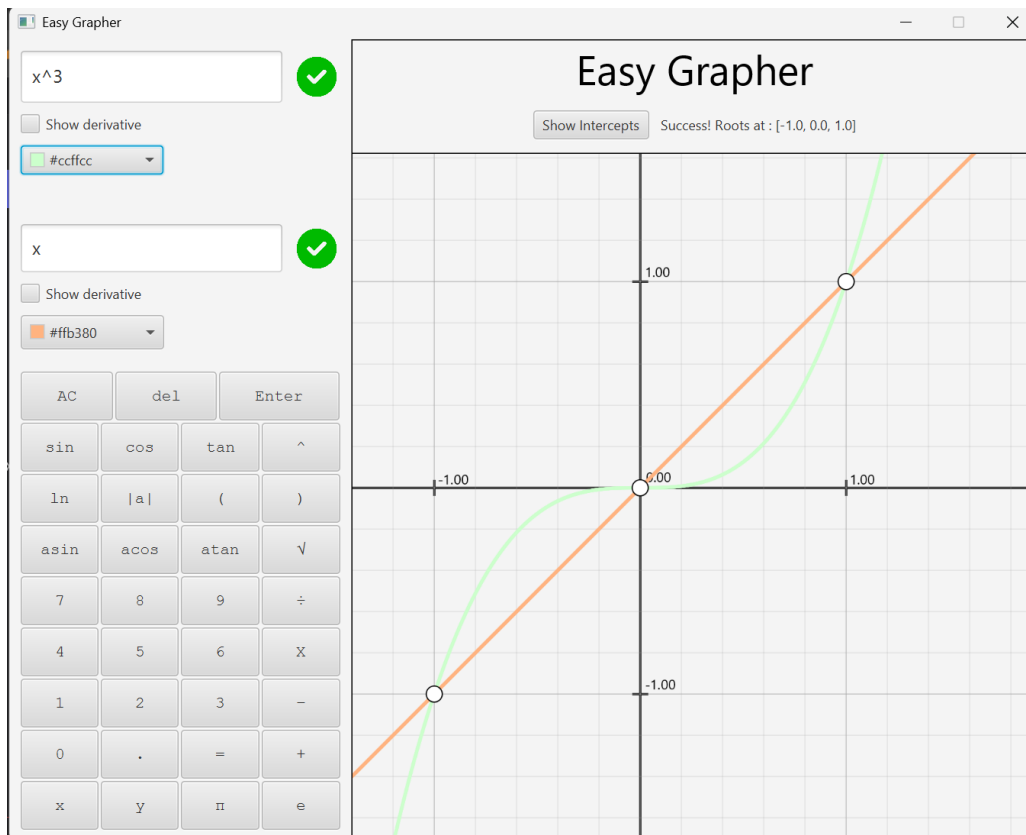 Easy Grapher
x^3
Show derivative
#ccffcc
x
Show derivative
#ffb380
AC del Enter
sin cos tan ^
ln |a| ( )
asin acos atan √
7 8 9 ÷
4 5 6 X
1 2 3 −
0 . = +
x y π e
Easy Grapher
Show Intercepts Success! Roots at : [-1.0, 0.0, 1.0]
1.00
-1.00 0.00 1.00
-1.00